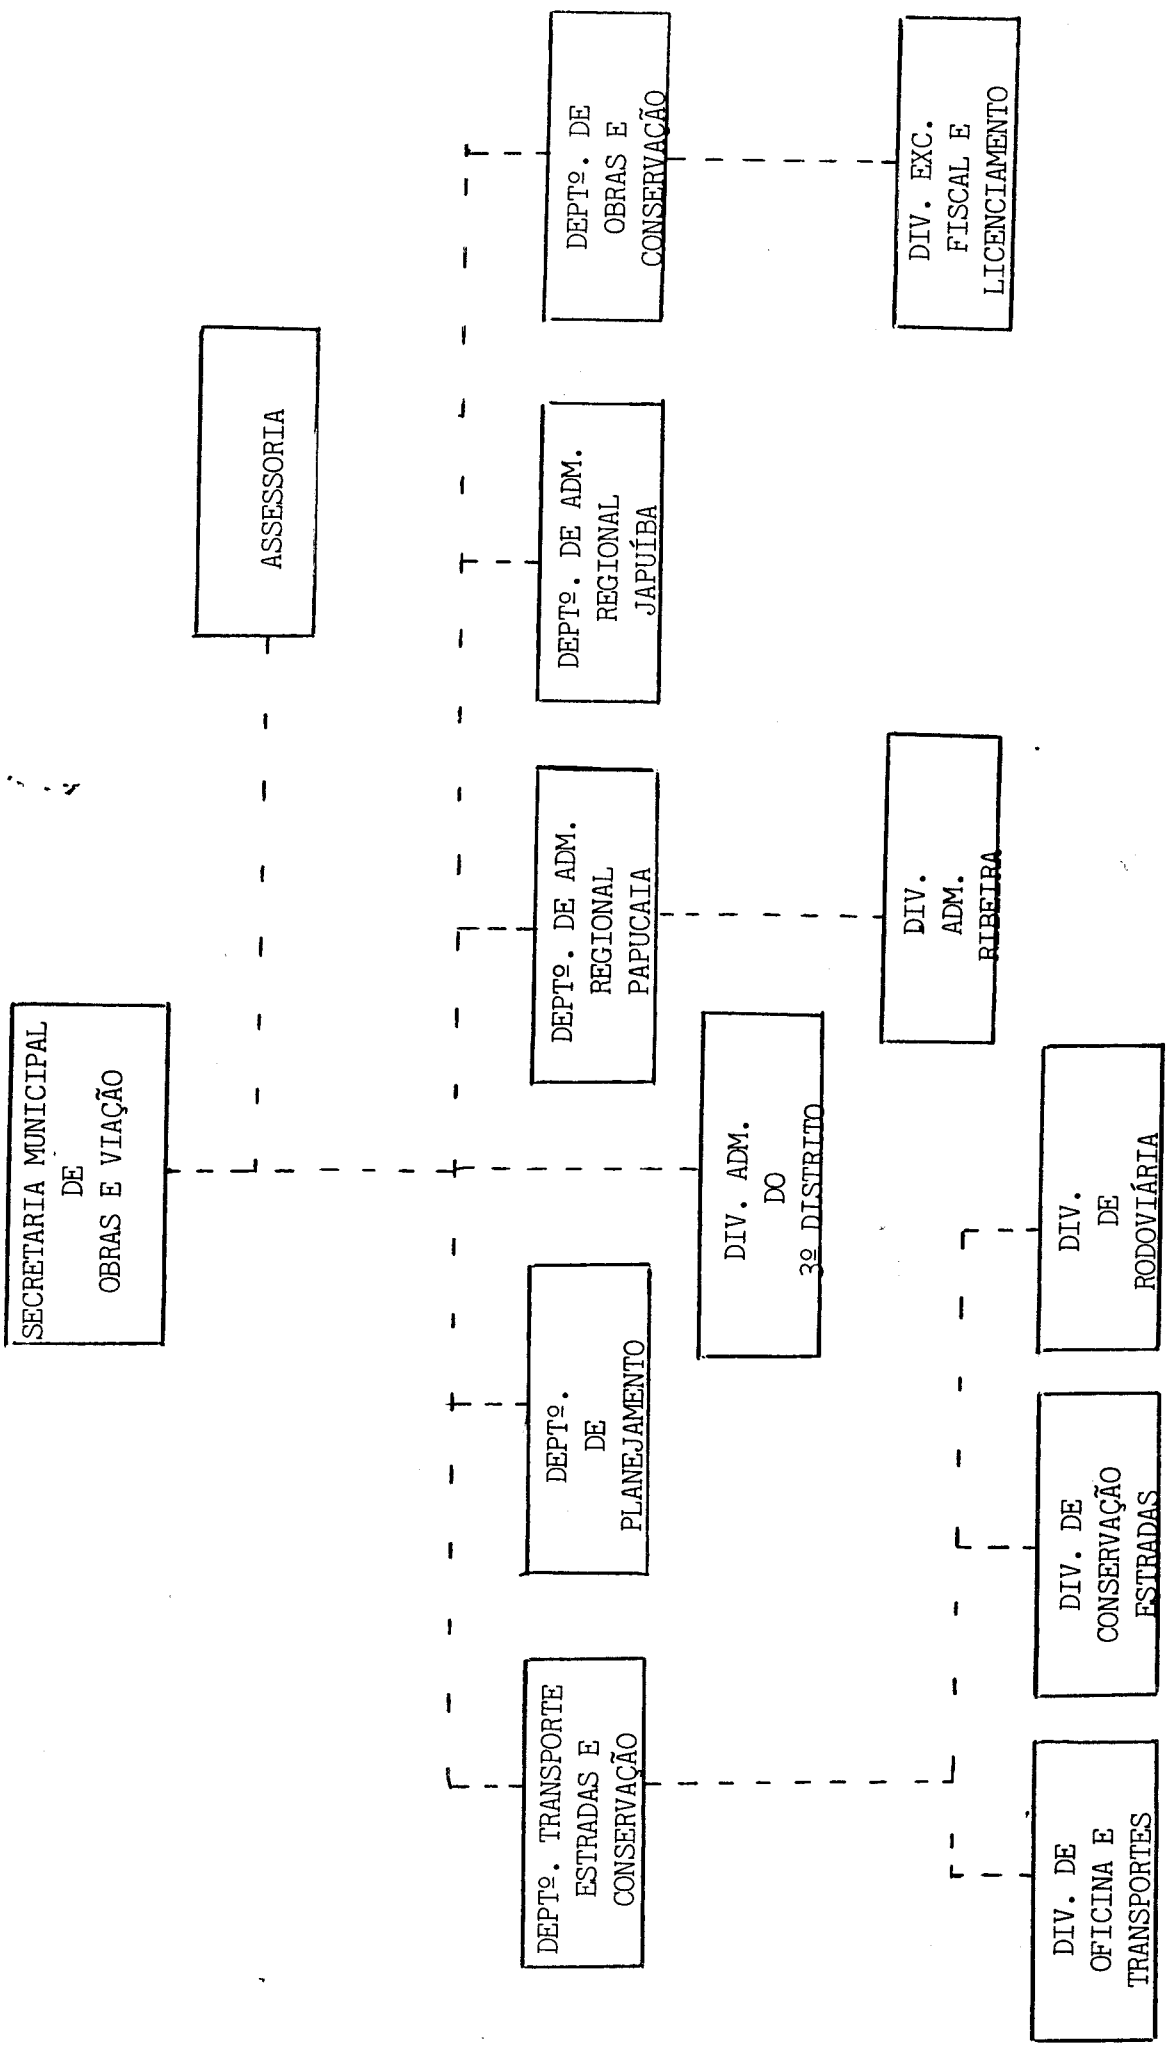 SECRETARIA MUNICIPAL
DE
OBRAS E VIAÇÃO
ASSESSORIA
DEPTº. TRANSPORTE
ESTRADAS E
CONSERVAÇÃO
DEPTº.
DE
PLANEJAMENTO
DEPTº. DE ADM.
REGIONAL
PAPUCAIA
DEPTº. DE ADM.
REGIONAL
JAPUÍBA
DEPTº. DE
OBRAS E
CONSERVAÇÃO
DIV. ADM.
DO
3º DISTRITO
DIV.
ADM.
RIBEIRA
DIV. EXC.
FISCAL E
LICENCIAMENTO
DIV. DE
OFICINA E
TRANSPORTES
DIV. DE
CONSERVAÇÃO
ESTRADAS
DIV.
DE
RODOVIÁRIA